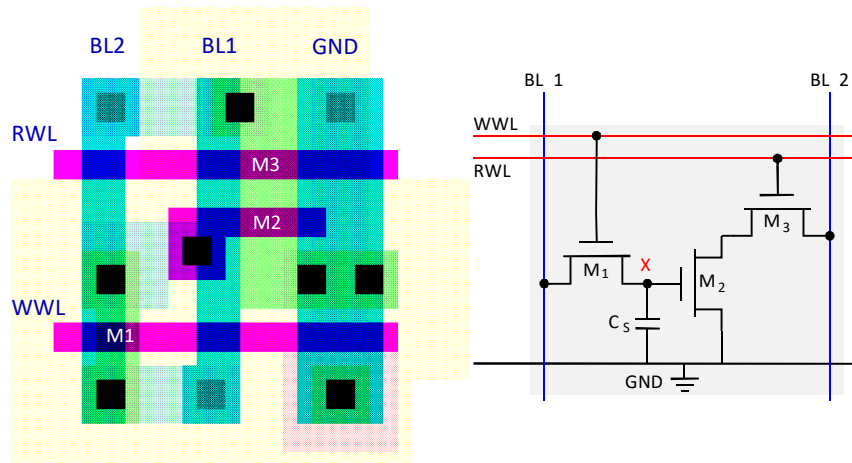 BL2 BL1 GND
RWL
M3
M2
WWL
M1
BL 1 BL 2
WWL
RWL
M3
M1
X
M2
CS
GND